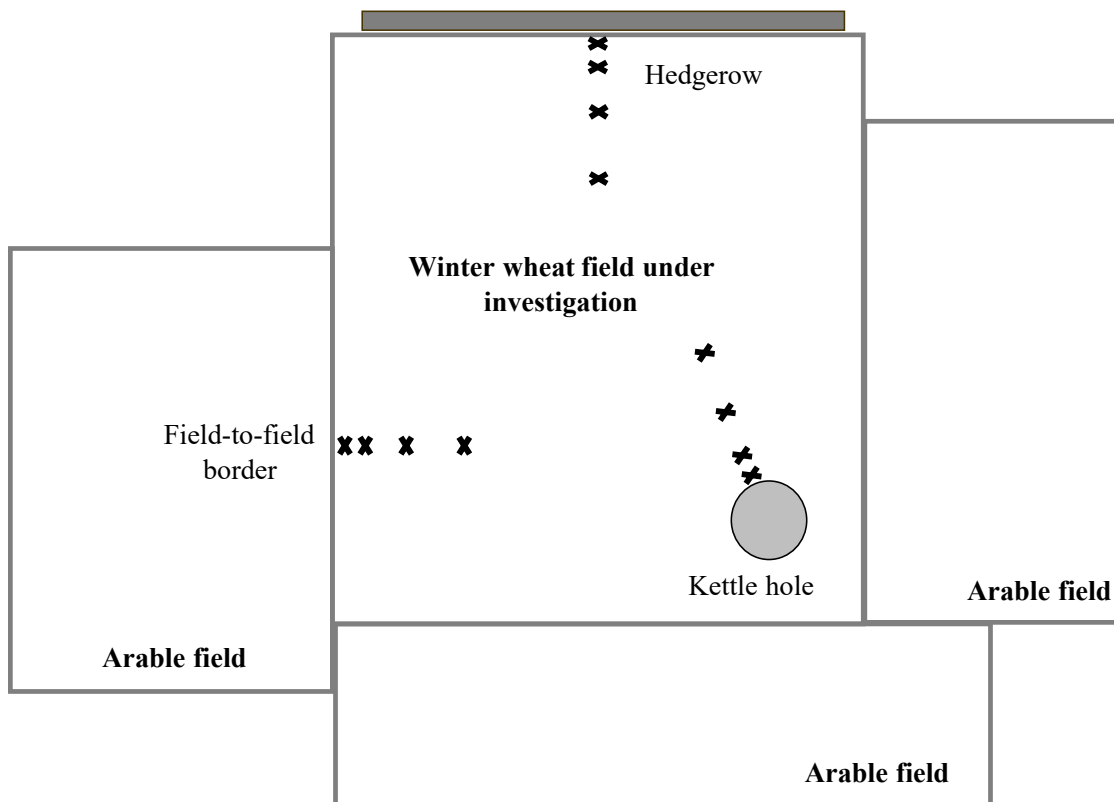 Hedgerow
Winter wheat field under
investigation
Field-to-field
border
Kettle hole
Arable field
Arable field
Arable field